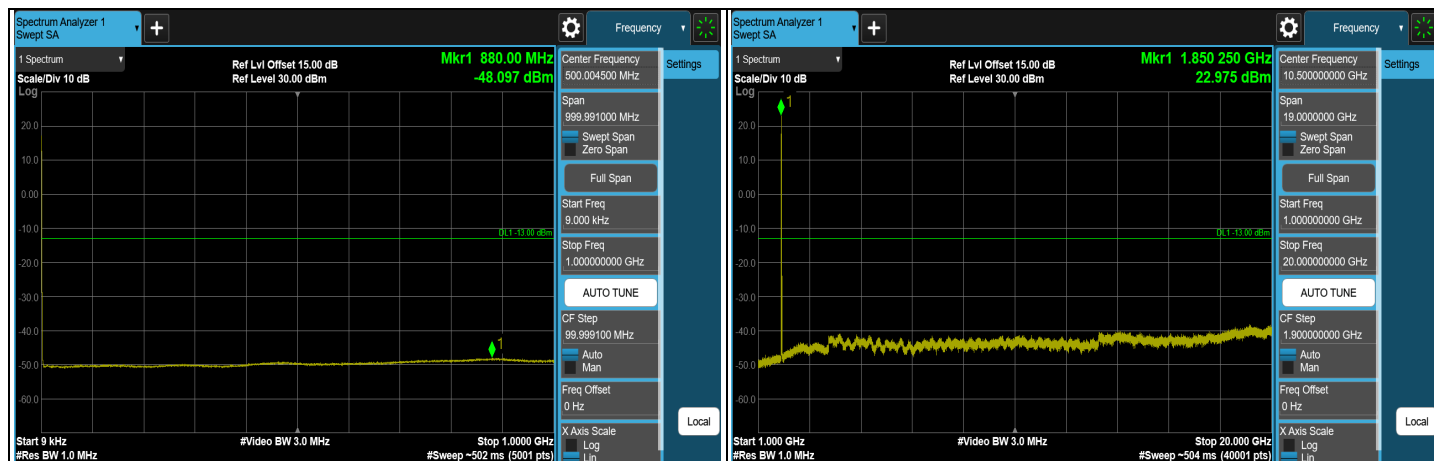 Spectrum Analyzer 1
Swept SA
+
Frequency
1 Spectrum
Scale/Div 10 dB
Log
Ref Lvl Offset 15.00 dB
Ref Level 30.00 dBm
Mkr1 880.00 MHz
-48.097 dBm
20.0
10.0
0.00
-10.0
-20.0
-30.0
-40.0
-50.0
-60.0
DL1 -13.00 dBm
1
Start 9 kHz
#Res BW 1.0 MHz
#Video BW 3.0 MHz
Stop 1.0000 GHz
#Sweep ~502 ms (5001 pts)
Center Frequency
500.004500 MHz
Span
999.991000 MHz
Swept Span
Zero Span
Full Span
Start Freq
9.000 kHz
Stop Freq
1.000000000 GHz
AUTO TUNE
CF Step
99.999100 MHz
Auto
Man
Freq Offset
0 Hz
X Axis Scale
Log
Lin
Settings
Local
Spectrum Analyzer 1
Swept SA
+
Frequency
1 Spectrum
Scale/Div 10 dB
Log
Ref Lvl Offset 15.00 dB
Ref Level 30.00 dBm
Mkr1 1.850 250 GHz
22.975 dBm
1
20.0
10.0
0.00
-10.0
-20.0
-30.0
-40.0
-50.0
-60.0
DL1 -13.00 dBm
Start 1.000 GHz
#Res BW 1.0 MHz
#Video BW 3.0 MHz
Stop 20.000 GHz
#Sweep ~504 ms (40001 pts)
Center Frequency
10.500000000 GHz
Span
19.0000000 GHz
Swept Span
Zero Span
Full Span
Start Freq
1.000000000 GHz
Stop Freq
20.000000000 GHz
AUTO TUNE
CF Step
1.900000000 GHz
Auto
Man
Freq Offset
0 Hz
X Axis Scale
Log
Lin
Settings
Local